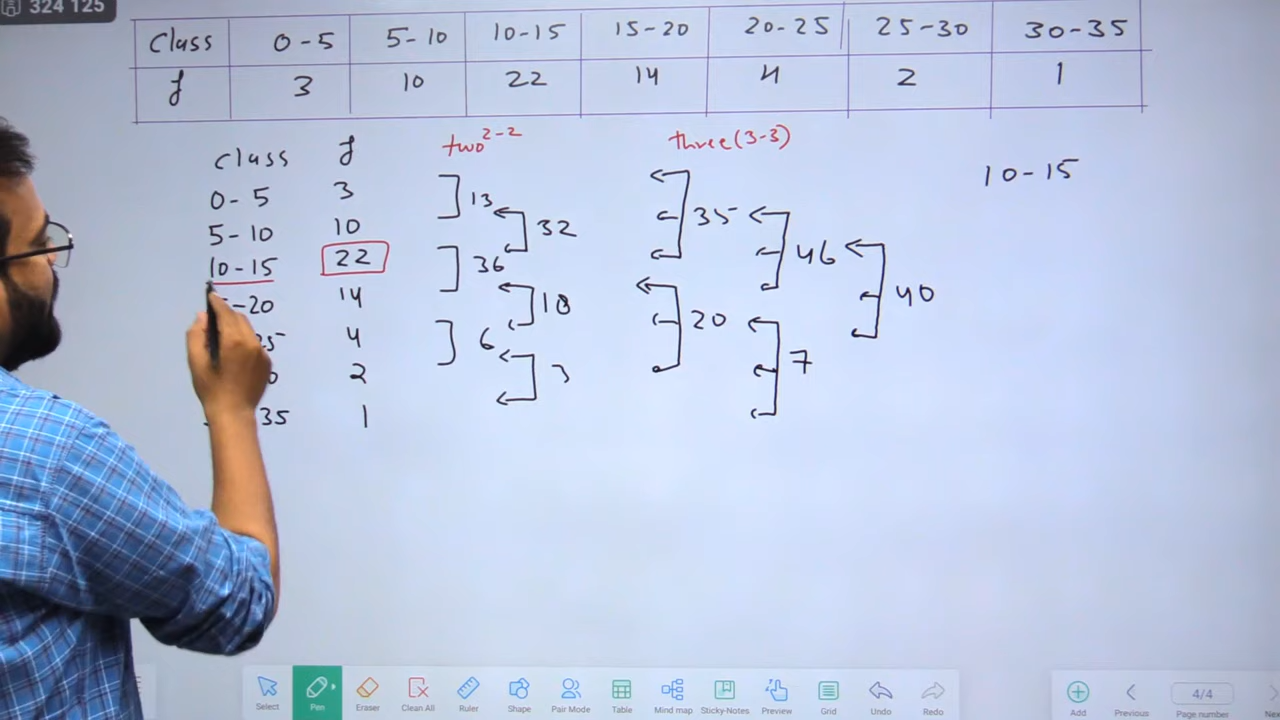 324 125
Class 0-5 5-10 10-15 15-20 20-25 25-30 30-35
f 3 10 22 14 4 2 1
class f two 2-2 three(3-3)
10-15
0-5 3 13 35
5-10 10 32 46
10-15 22 36 40
-20 14 18 20
4 6 7
2 3
35 1
Select Pen Eraser Clean All Ruler Shape Pair Mode Table Mind map Sticky-Notes Preview Grid Undo Redo Add Previous 4/4 Page number